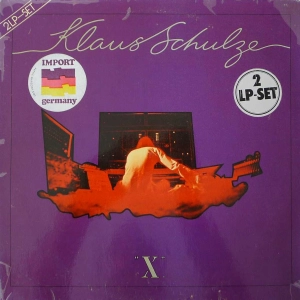 2LP-SET
Klaus Schulze
IMPORT
germany
2
LP-SET
"X"